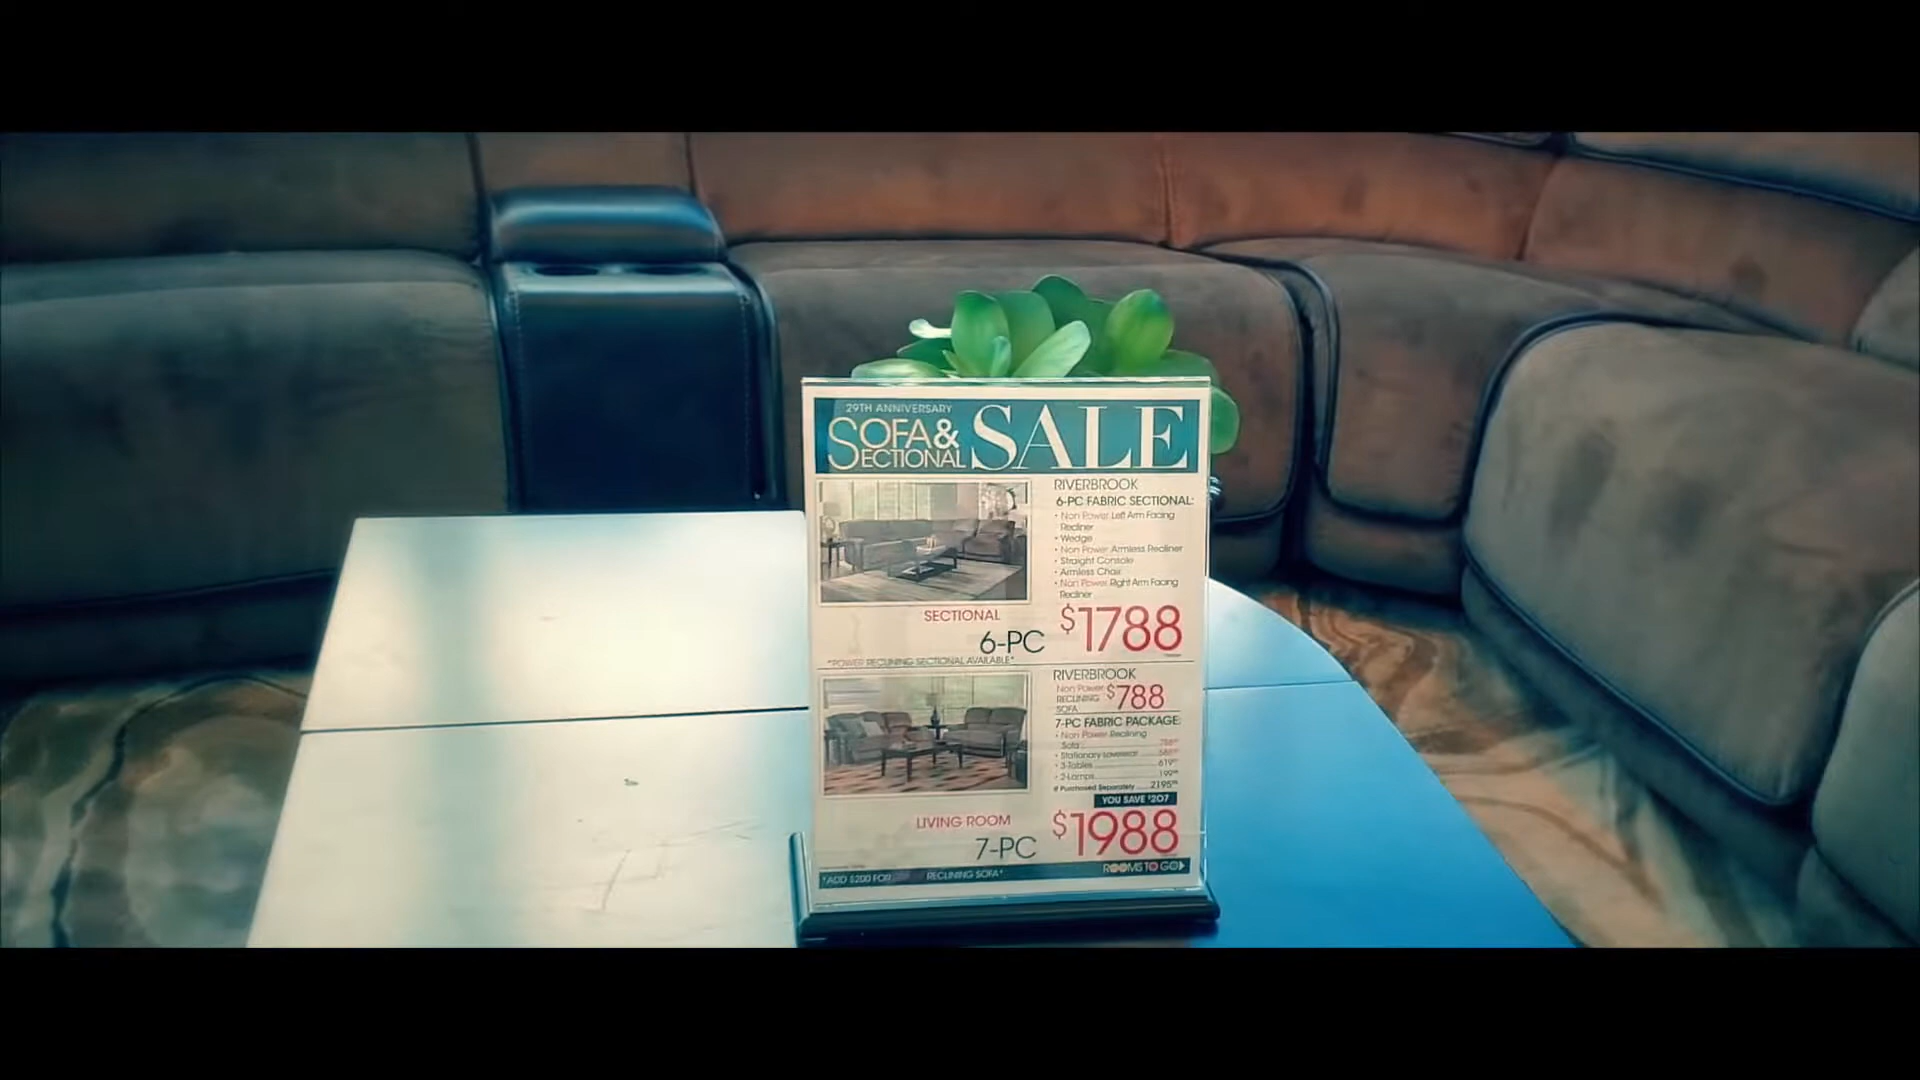 29TH ANNIVERSARY
SOFA & SECTIONAL SALE
RIVERBROOK
6-PC FABRIC SECTIONAL:
• Non Power Left Arm Facing
Recliner
• Wedge
• Non Power Armless Recliner
• Straight Console
• Armless Chair
• Non Power Right Arm Facing
Recliner
SECTIONAL
6-PC $1788
*POWER RECLINING SECTIONAL AVAILABLE*
RIVERBROOK
Non Power
RECLINING
SOFA
$788
7-PC FABRIC PACKAGE:
• Non Power Reclining
Sofa
• Stationary Loveseat
• 3-Tables 619
• 2-Lamps 199
If Purchased Separately 2195
YOU SAVE $207
LIVING ROOM
7-PC $1988
*ADD $200 FOR RECLINING SOFA*
ROOMS TO GO